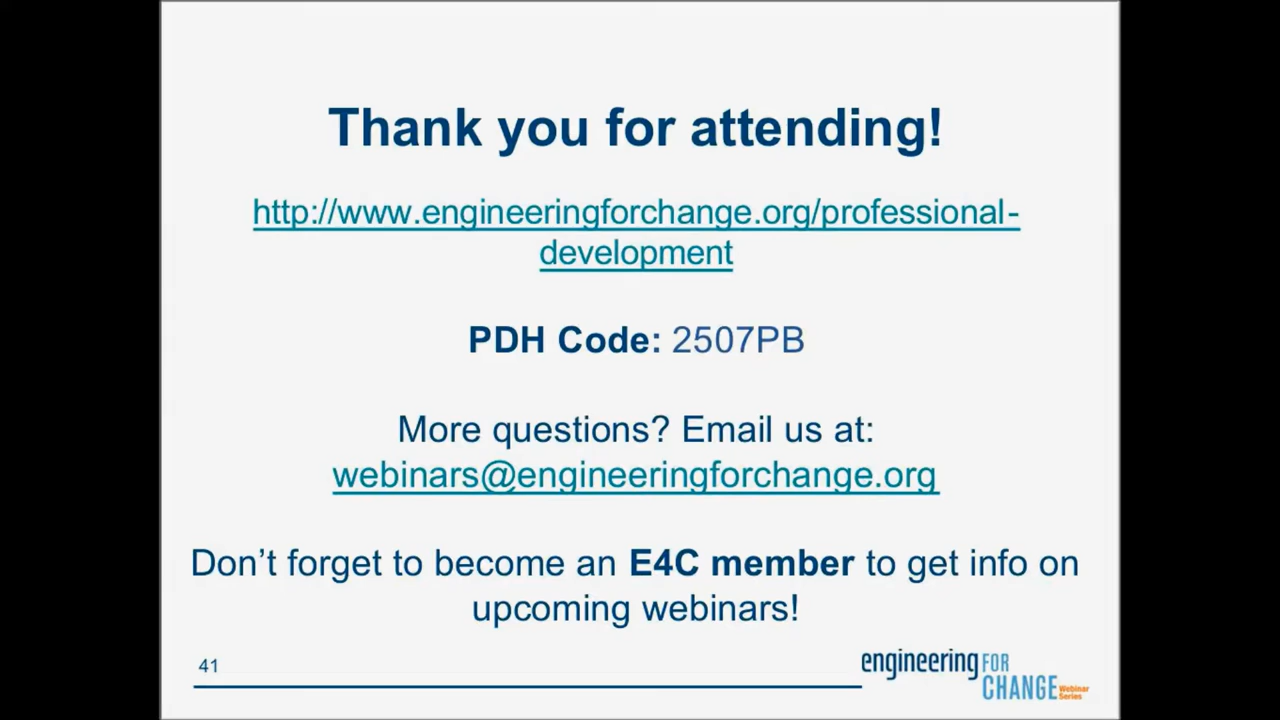 Thank you for attending!
http://www.engineeringforchange.org/professional-
development
PDH Code: 2507PB
More questions? Email us at:
webinars@engineeringforchange.org
Don’t forget to become an E4C member to get info on
upcoming webinars!
41
engineering FOR
CHANGE Webinar
Series